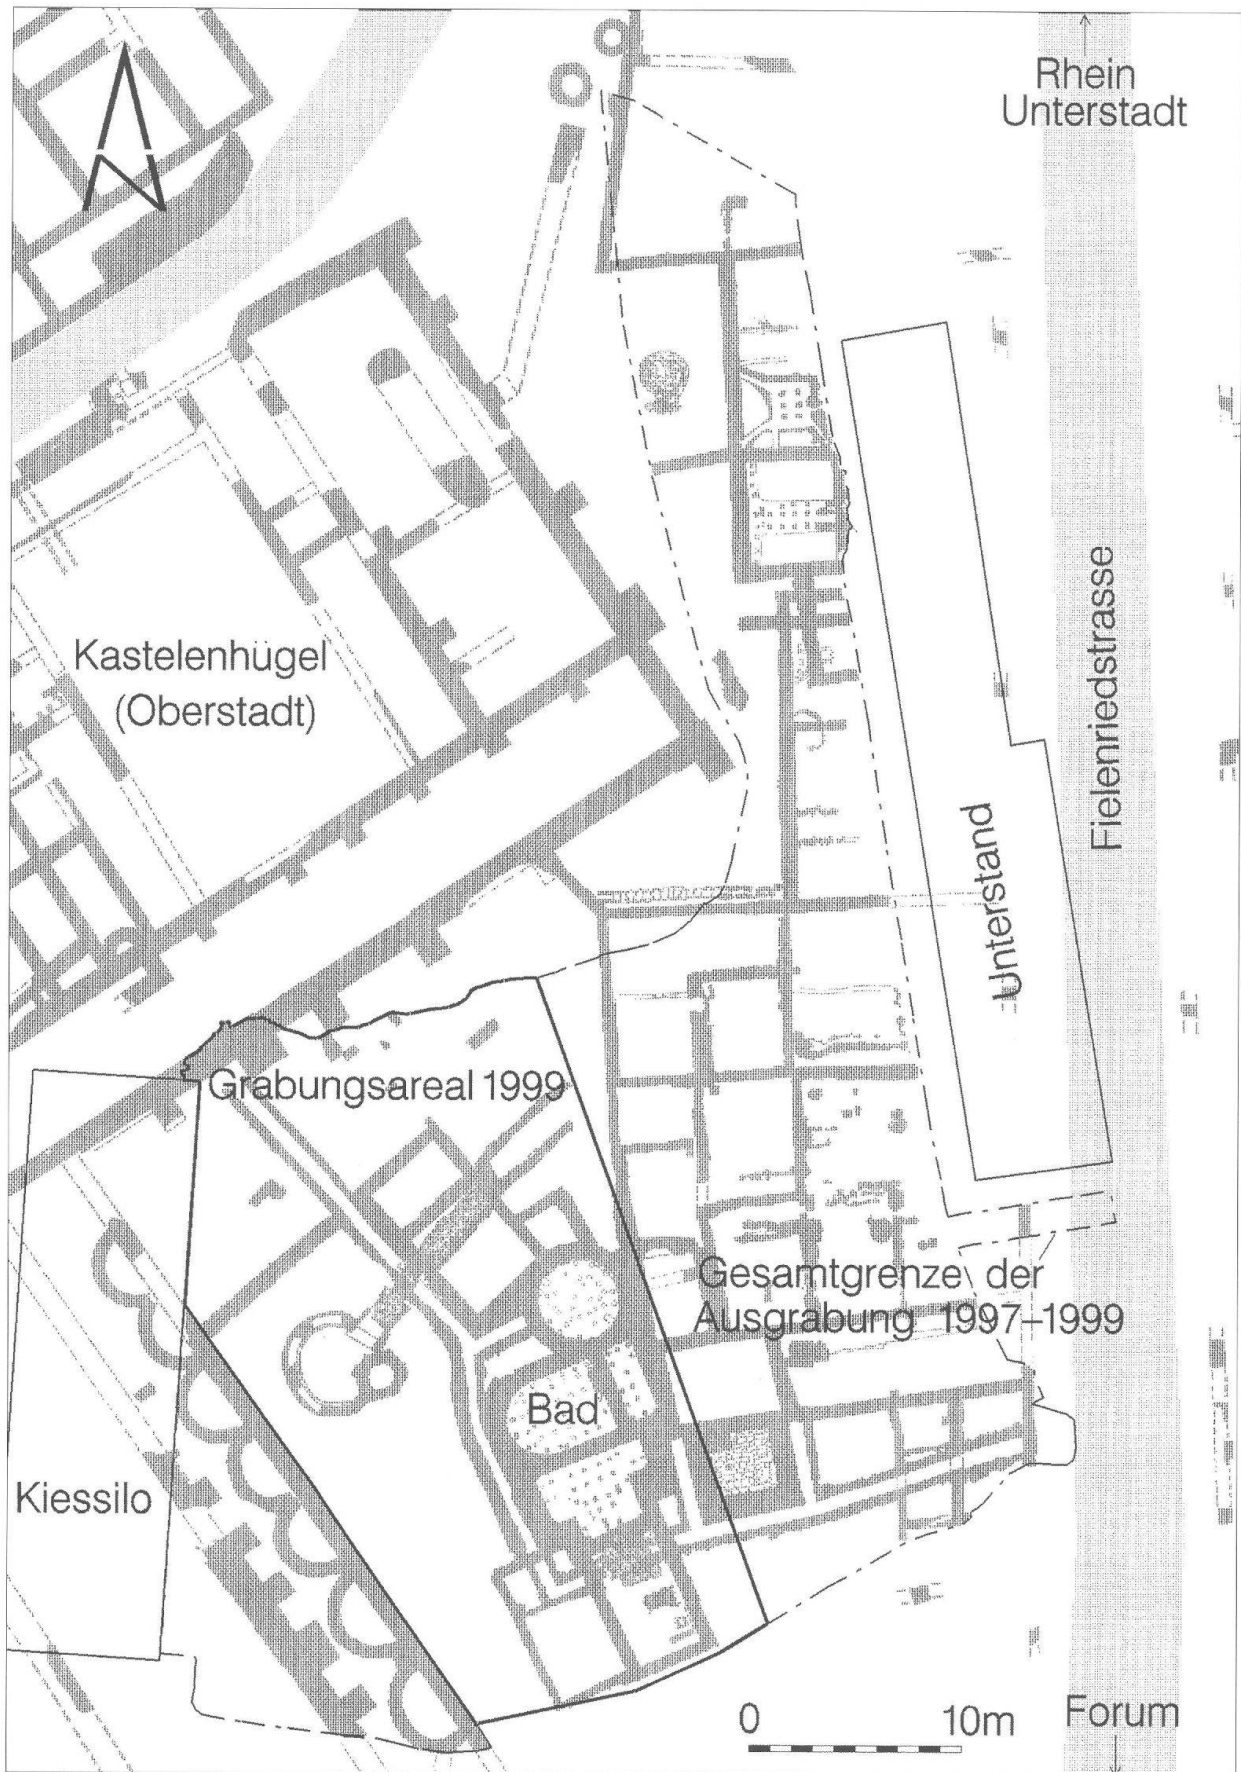 Rhein
Unterstadt
Kastelenhügel
(Oberstadt)
Fielenriedstrasse
Unterstand
Grabungsareal 1999
Gesamtgrenze der
Ausgrabung 1997–1999
Bad
Kiessilo
0 10m
Forum